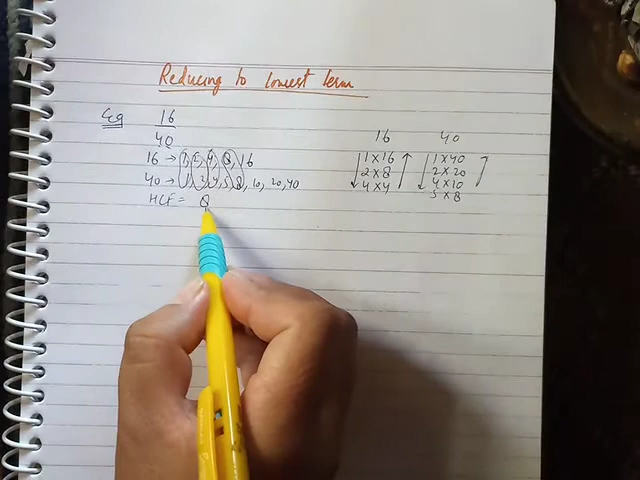 Reducing to lowest term
Eg 16
40
16 → 1, 2, 4, 8, 16
40 → 1, 2, 4, 5, 8, 10, 20, 40
HCF = 8
16 40
1 × 16 1 × 40
2 × 8 2 × 20
4 × 4 4 × 10
5 × 8